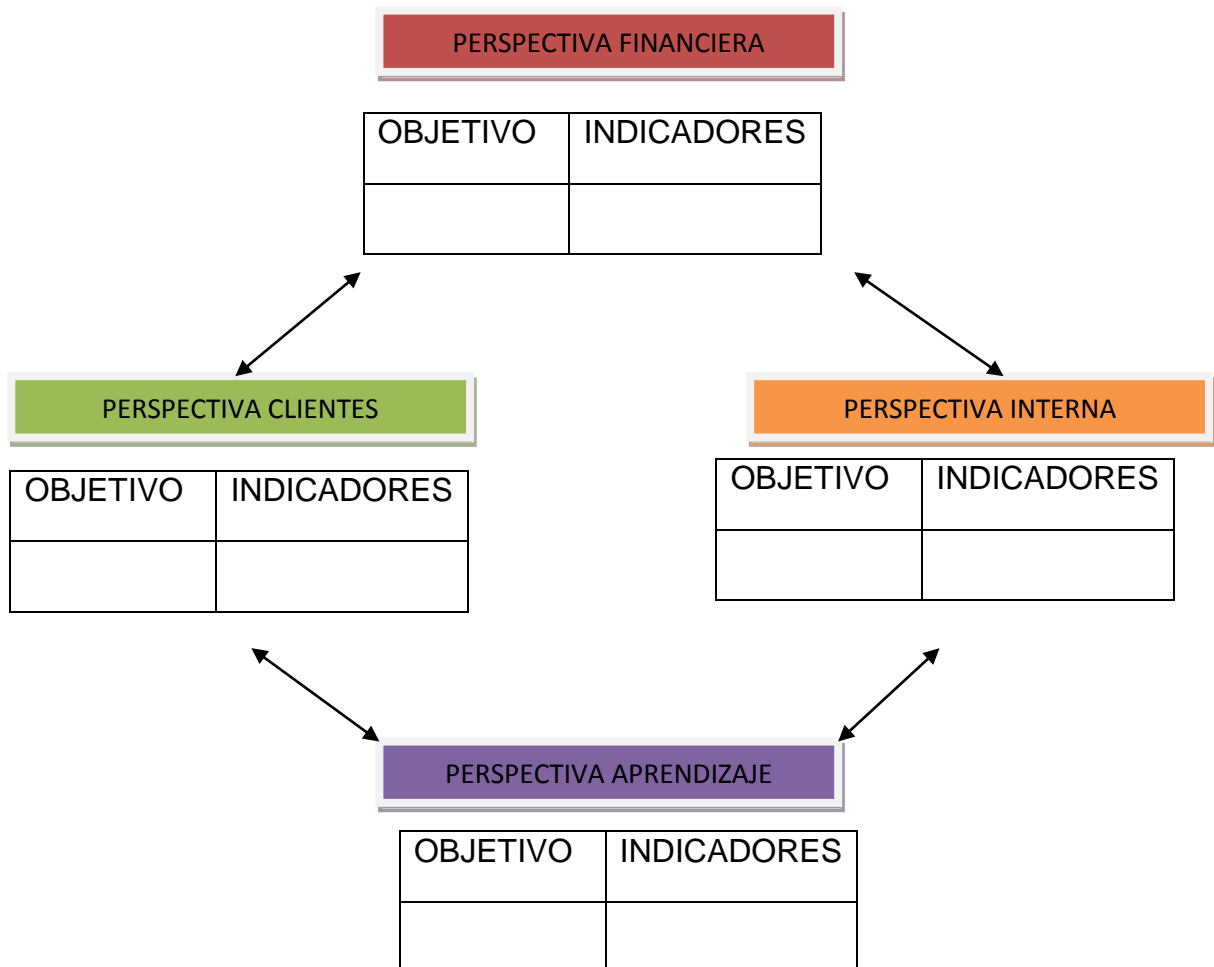 PERSPECTIVA FINANCIERA
OBJETIVO INDICADORES
PERSPECTIVA CLIENTES
OBJETIVO INDICADORES
PERSPECTIVA INTERNA
OBJETIVO INDICADORES
PERSPECTIVA APRENDIZAJE
OBJETIVO INDICADORES